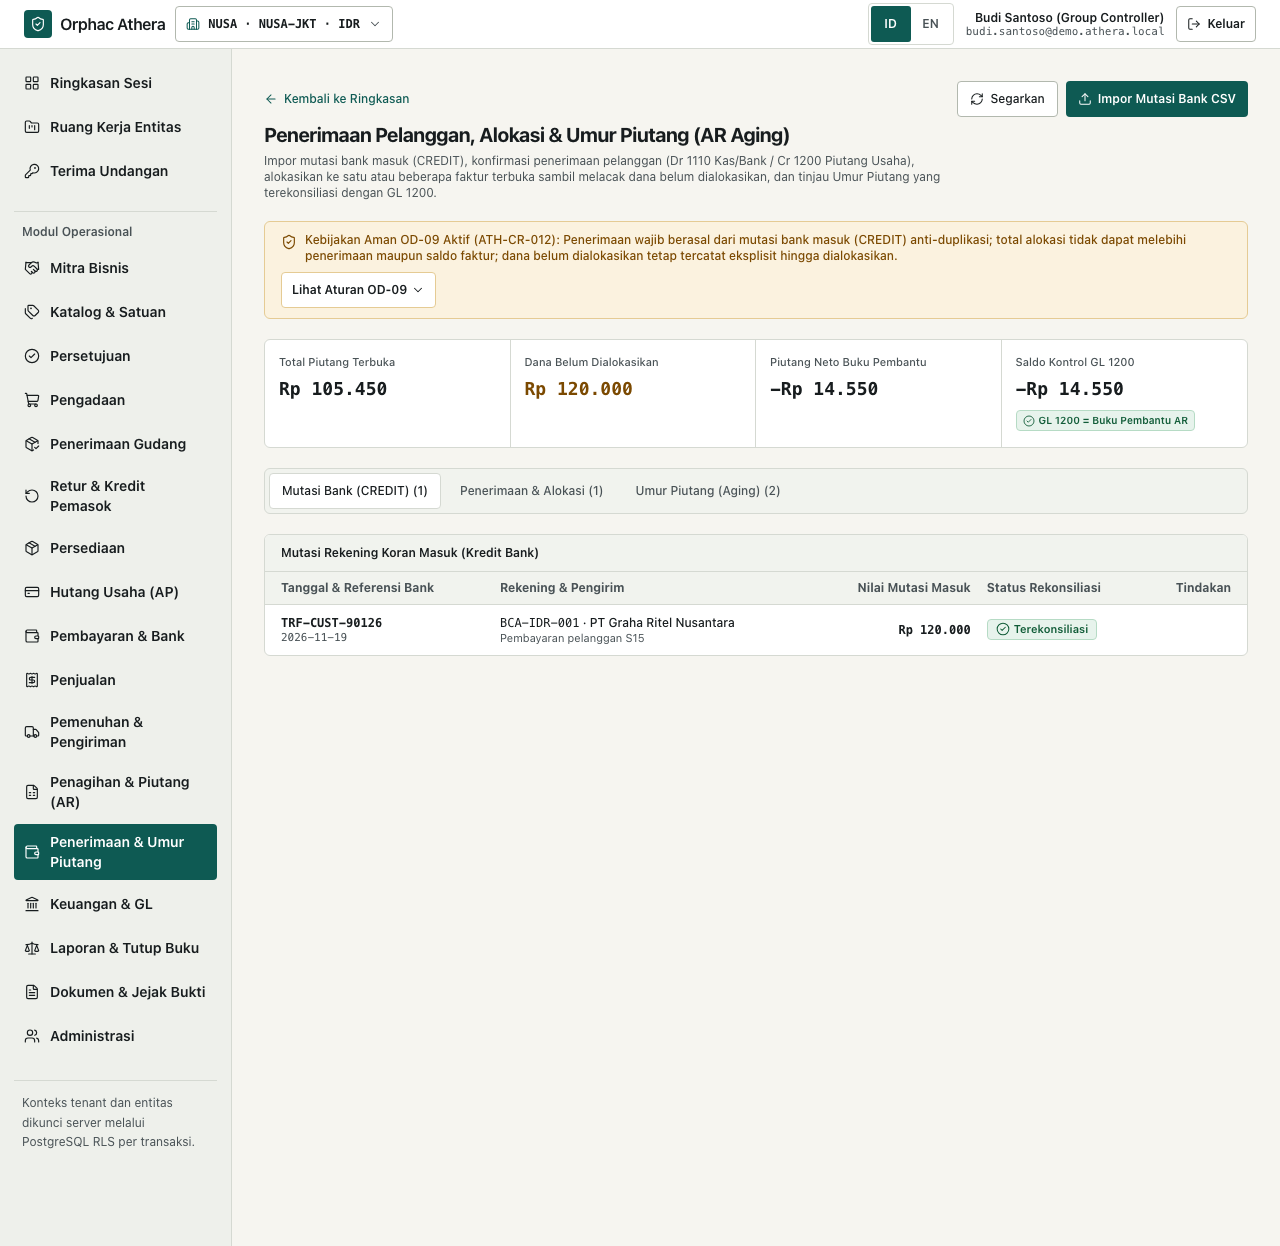 Orphac Athera
NUSA · NUSA-JKT · IDR
ID
EN
Budi Santoso (Group Controller)
budi.santoso@demo.athera.local
Keluar
Ringkasan Sesi
Ruang Kerja Entitas
Terima Undangan
Modul Operasional
Mitra Bisnis
Katalog & Satuan
Persetujuan
Pengadaan
Penerimaan Gudang
Retur & Kredit
Pemasok
Persediaan
Hutang Usaha (AP)
Pembayaran & Bank
Penjualan
Pemenuhan &
Pengiriman
Penagihan & Piutang
(AR)
Penerimaan & Umur
Piutang
Keuangan & GL
Laporan & Tutup Buku
Dokumen & Jejak Bukti
Administrasi
Konteks tenant dan entitas
dikunci server melalui
PostgreSQL RLS per transaksi.
Kembali ke Ringkasan
Segarkan
Impor Mutasi Bank CSV
Penerimaan Pelanggan, Alokasi & Umur Piutang (AR Aging)
Impor mutasi bank masuk (CREDIT), konfirmasi penerimaan pelanggan (Dr 1110 Kas/Bank / Cr 1200 Piutang Usaha),
alokasikan ke satu atau beberapa faktur terbuka sambil melacak dana belum dialokasikan, dan tinjau Umur Piutang yang
terekonsiliasi dengan GL 1200.
Kebijakan Aman OD-09 Aktif (ATH-CR-012): Penerimaan wajib berasal dari mutasi bank masuk (CREDIT) anti-duplikasi; total alokasi tidak dapat melebihi
penerimaan maupun saldo faktur; dana belum dialokasikan tetap tercatat eksplisit hingga dialokasikan.
Lihat Aturan OD-09
Total Piutang Terbuka
Rp 105.450
Dana Belum Dialokasikan
Rp 120.000
Piutang Neto Buku Pembantu
-Rp 14.550
Saldo Kontrol GL 1200
-Rp 14.550
GL 1200 = Buku Pembantu AR
Mutasi Bank (CREDIT) (1)
Penerimaan & Alokasi (1)
Umur Piutang (Aging) (2)
Mutasi Rekening Koran Masuk (Kredit Bank)
Tanggal & Referensi Bank
Rekening & Pengirim
Nilai Mutasi Masuk
Status Rekonsiliasi
Tindakan
TRF-CUST-90126
2026-11-19
BCA-IDR-001 · PT Graha Ritel Nusantara
Pembayaran pelanggan S15
Rp 120.000
Terekonsiliasi